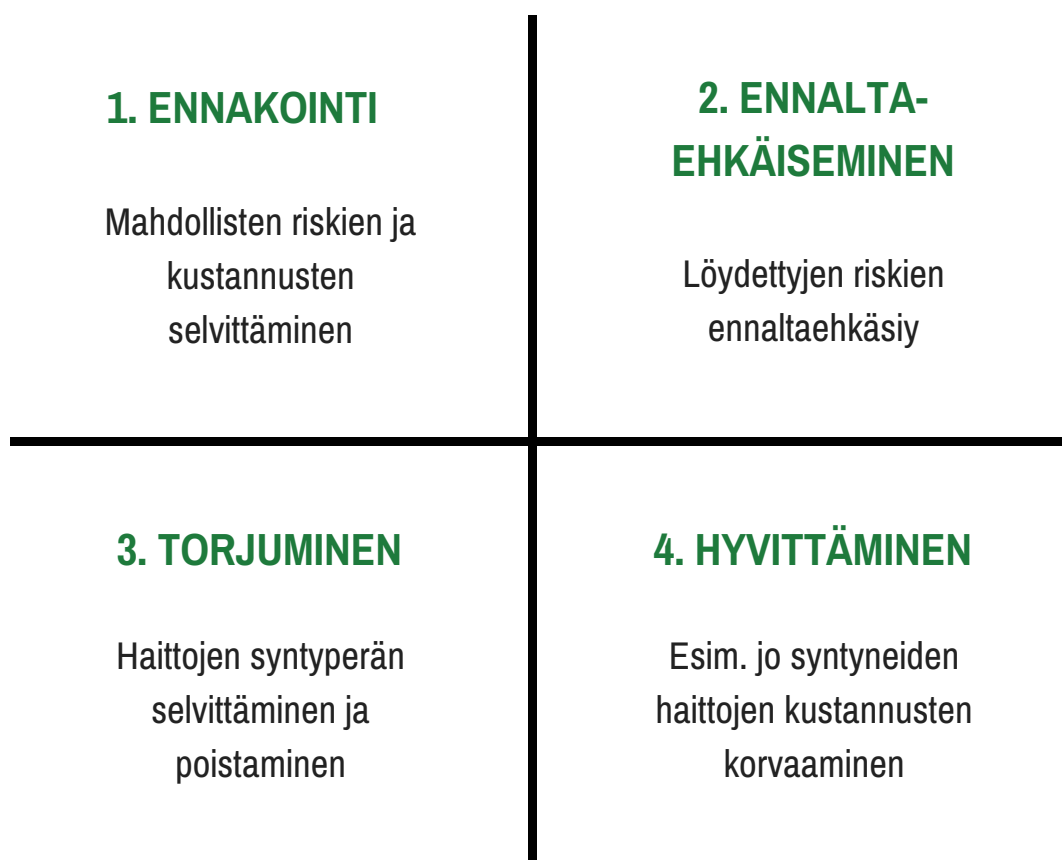 1. ENNAKOINTI
Mahdollisten riskien ja
kustannusten
selvittäminen
2. ENNALTA-
EHKÄISEMINEN
Löydettyjen riskien
ennaltaehkäsiy
3. TORJUMINEN
Haittojen syntyperän
selvittäminen ja
poistaminen
4. HYVITTÄMINEN
Esim. jo syntyneiden
haittojen kustannusten
korvaaminen